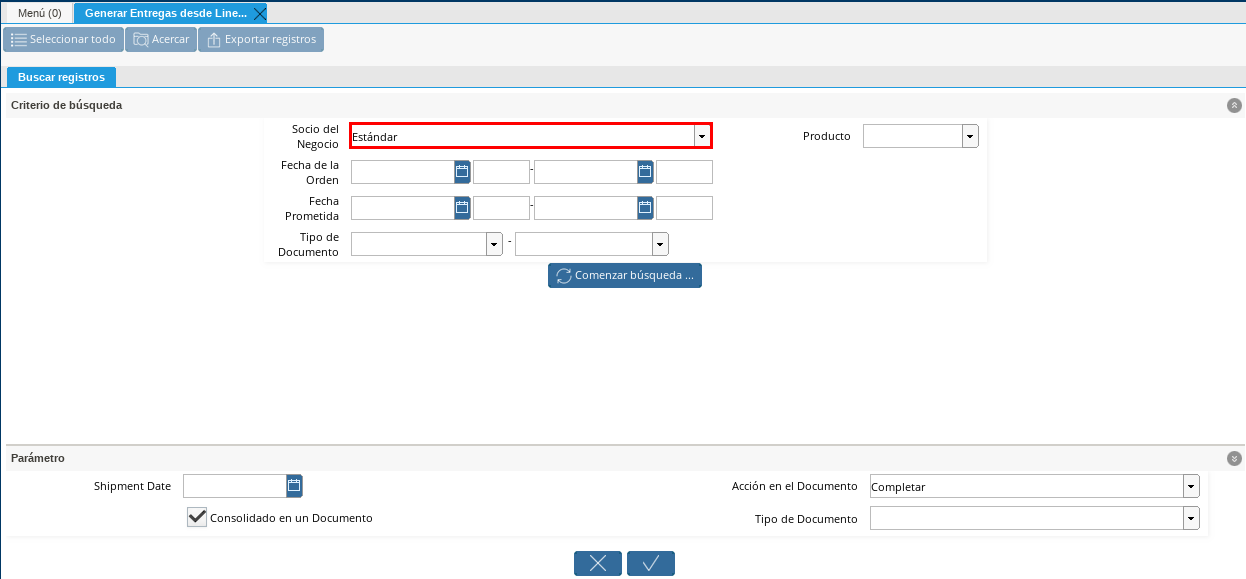 Menú (0)
Generar Entregas desde Line...
Seleccionar todo
Acercar
Exportar registros
Buscar registros
Criterio de búsqueda
Socio del
Negocio
Estándar
Producto
Fecha de la
Orden
-
Fecha
Prometida
-
Tipo de
Documento
-
Comenzar búsqueda ...
Parámetro
Shipment Date
Acción en el Documento
Completar
Consolidado en un Documento
Tipo de Documento